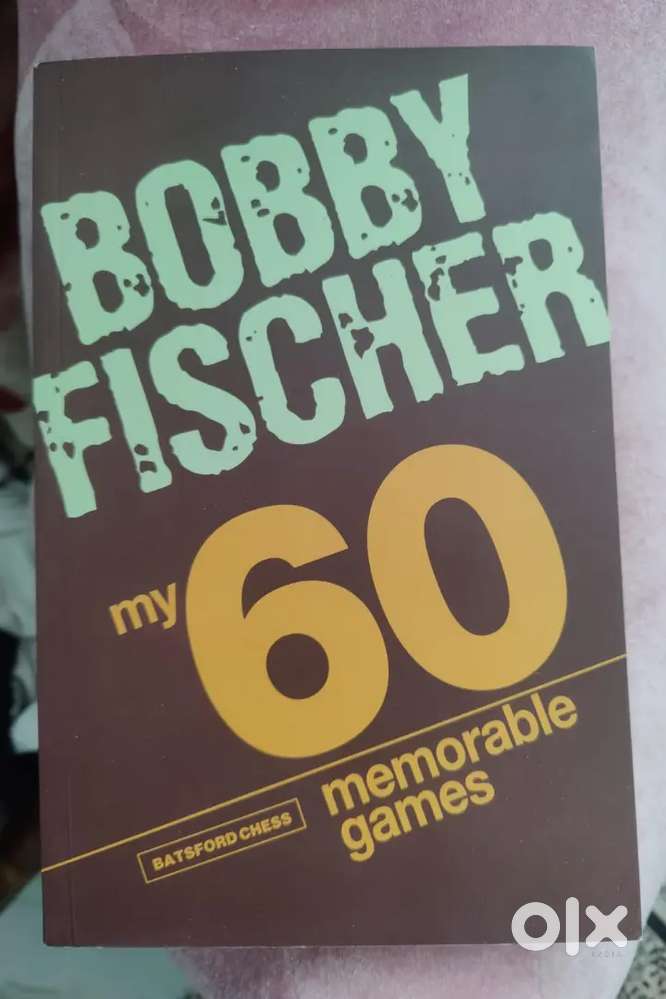 BOBBY
FISCHER
my 60
memorable
games
BATSFORD CHESS
olx